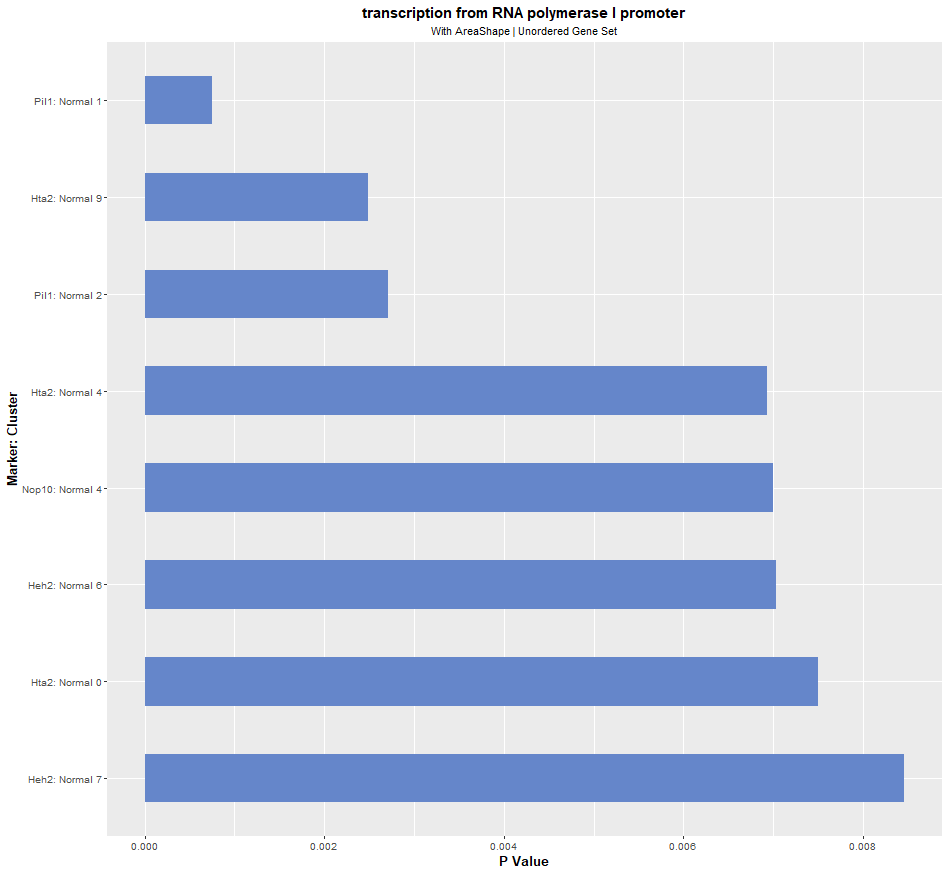 transcription from RNA polymerase I promoter
With AreaShape | Unordered Gene Set
Pil1: Normal 1
Hta2: Normal 9
Pil1: Normal 2
Hta2: Normal 4
Nop10: Normal 4
Heh2: Normal 6
Hta2: Normal 0
Heh2: Normal 7
Marker: Cluster
0.000 0.002 0.004 0.006 0.008
P Value